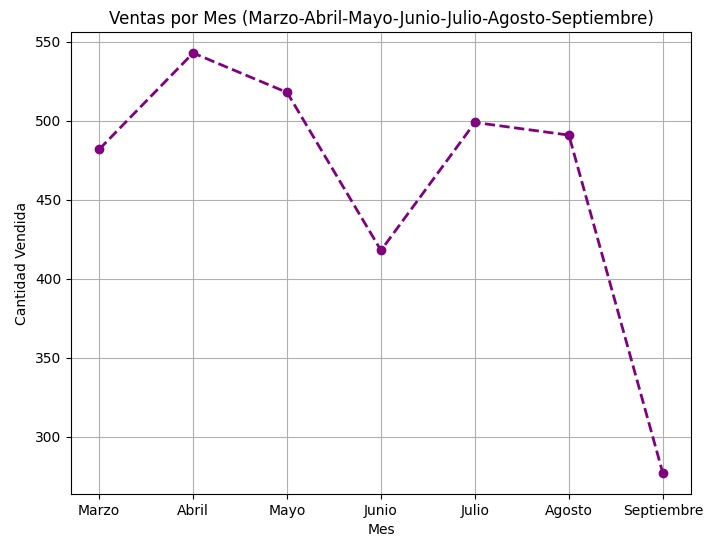 Ventas por Mes (Marzo-Abril-Mayo-Junio-Julio-Agosto-Septiembre)
Cantidad Vendida
550
500
450
400
350
300
Marzo Abril Mayo Junio Julio Agosto Septiembre
Mes